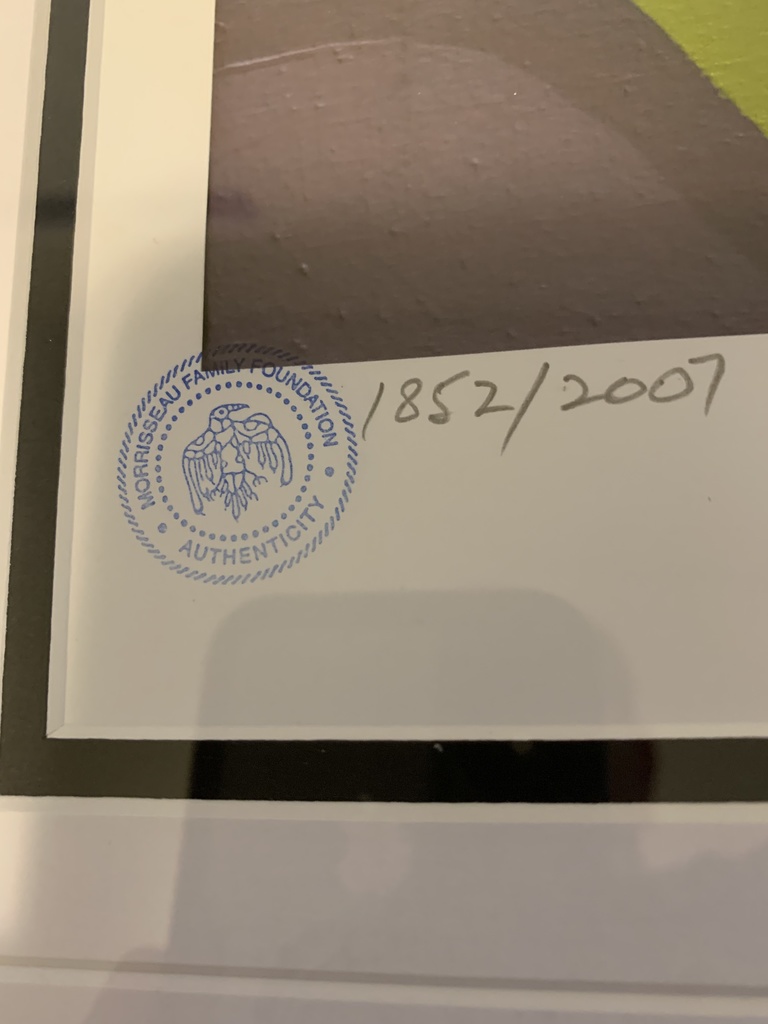 MORRISSEAU FAMILY FOUNDATION
AUTHENTICITY
1852/2007